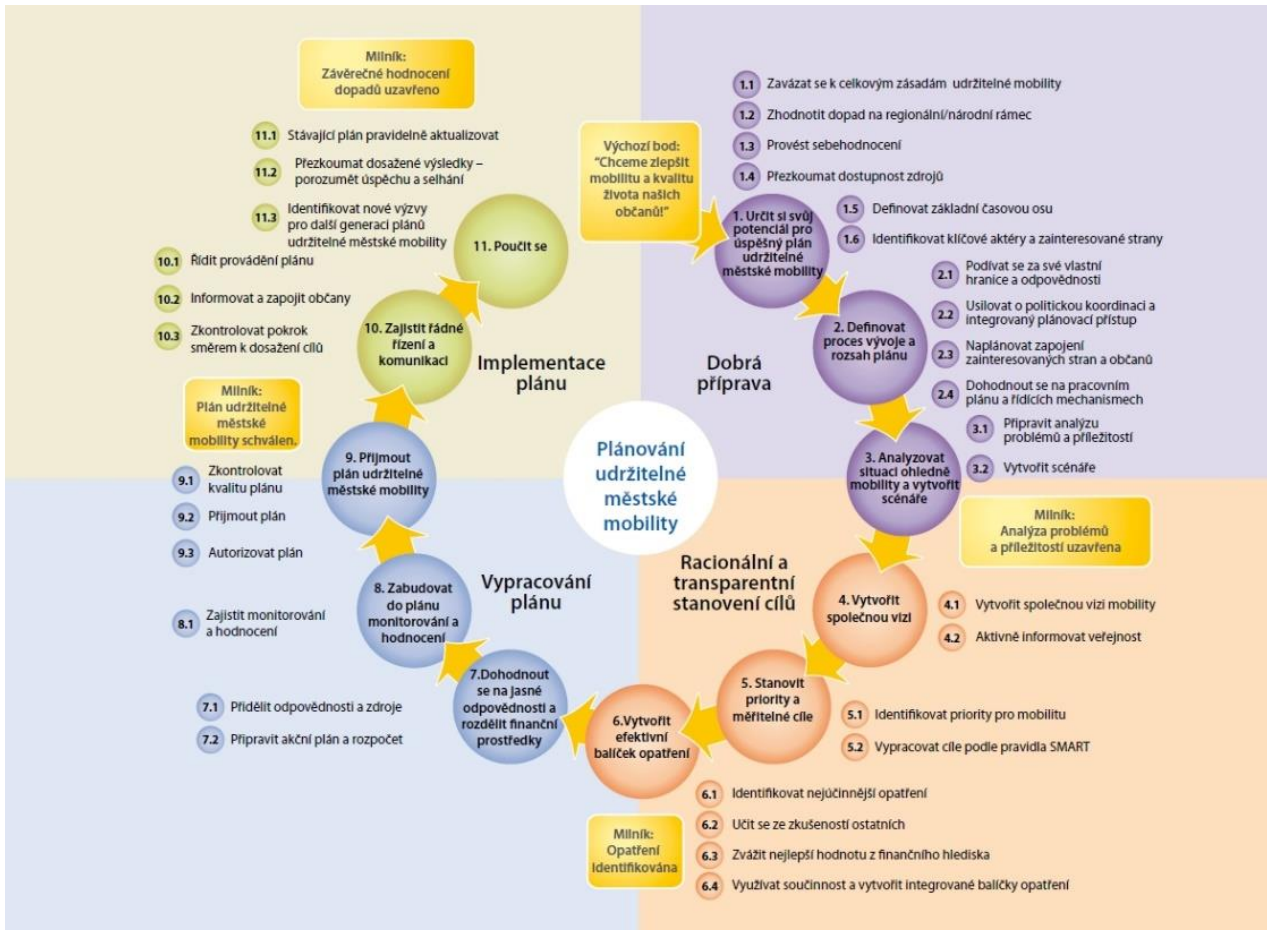 Výchozí bod:
"Chceme zlepšit
mobilitu a kvalitu
života našich
občanů!"
1.1 Zavázat se k celkovým zásadám udržitelné mobility
1.2 Zhodnotit dopad na regionální/národní rámec
1.3 Provést sebehodnocení
1.4 Přezkoumat dostupnost zdrojů
1.5 Definovat základní časovou osu
1.6 Identifikovat klíčové aktéry a zainteresované strany
1. Určit si svůj
potenciál pro
úspěšný plán
udržitelné
městské mobility
2.1 Podívat se za své vlastní
hranice a odpovědnosti
2.2 Usilovat o politickou koordinaci a
integrovaný plánovací přístup
2.3 Naplánovat zapojení
zainteresovaných stran a občanů
2.4 Dohodnout se na pracovním
plánu a řídících mechanismech
2. Definovat
proces vývoje a
rozsah plánu
Dobrá
příprava
3.1 Připravit analýzu
problémů a příležitostí
3.2 Vytvořit scénáře
3. Analyzovat
situaci ohledně
mobility a vytvořit
scénáře
Milník:
Analýza problémů
a příležitostí uzavřena
Plánování
udržitelné
městské
mobility
Racionální a
transparentní
stanovení cílů
4. Vytvořit
společnou vizi
4.1 Vytvořit společnou vizi mobility
4.2 Aktivně informovat veřejnost
5. Stanovit
priority a
měřitelné cíle
5.1 Identifikovat priority pro mobilitu
5.2 Vypracovat cíle podle pravidla SMART
6.Vytvořit
efektivní
balíček opatření
6.1 Identifikovat nejúčinnější opatření
6.2 Učit se ze zkušeností ostatních
6.3 Zvážit nejlepší hodnotu z finančního hlediska
6.4 Využívat součinnost a vytvořit integrované balíčky opatření
Milník:
Opatření
identifikována
7.Dohodnout
se na jasné
odpovědnosti a
rozdělit finanční
prostředky
7.1 Přidělit odpovědnosti a zdroje
7.2 Připravit akční plán a rozpočet
Vypracování
plánu
8. Zabudovat
do plánu
monitorování a
hodnocení
8.1 Zajistit monitorování
a hodnocení
9. Přijmout
plán udržitelné
městské mobility
9.1 Zkontrolovat
kvalitu plánu
9.2 Přijmout plán
9.3 Autorizovat plán
Milník:
Plán udržitelné
městské
mobility schválen.
Implementace
plánu
10. Zajistit řádné
řízení a
komunikaci
10.1 Řídit provádění plánu
10.2 Informovat a zapojit občany
10.3 Zkontrolovat pokrok
směrem k dosažení cílů
11. Poučit se
11.1 Stávající plán pravidelně aktualizovat
11.2 Přezkoumat dosažené výsledky –
porozumět úspěchu a selhání
11.3 Identifikovat nové výzvy
pro další generaci plánů
udržitelné městské mobility
Milník:
Závěrečné hodnocení
dopadů uzavřeno